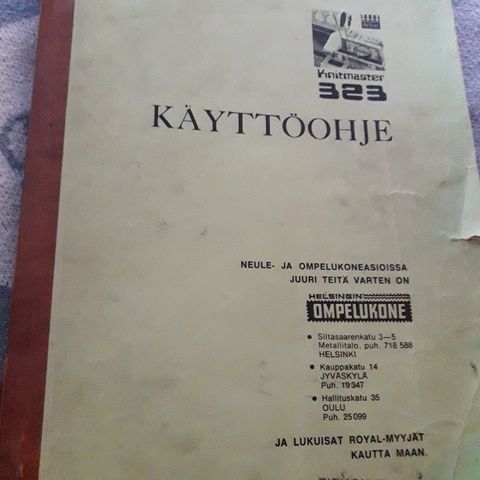 Knitmaster
323
KÄYTTÖOHJE
NEULE- JA OMPELUKONEASIOISSA
JUURI TEITÄ VARTEN ON
HELSINGIN
OMPELUKONE
● Siltasaarenkatu 3—5
Metallitalo, puh. 718 588
HELSINKI
● Kauppakatu 14
JYVÄSKYLÄ
Puh. 19 347
● Hallituskatu 35
OULU
Puh. 25 099
JA LUKUISAT ROYAL-MYYJÄT
KAUTTA MAAN.